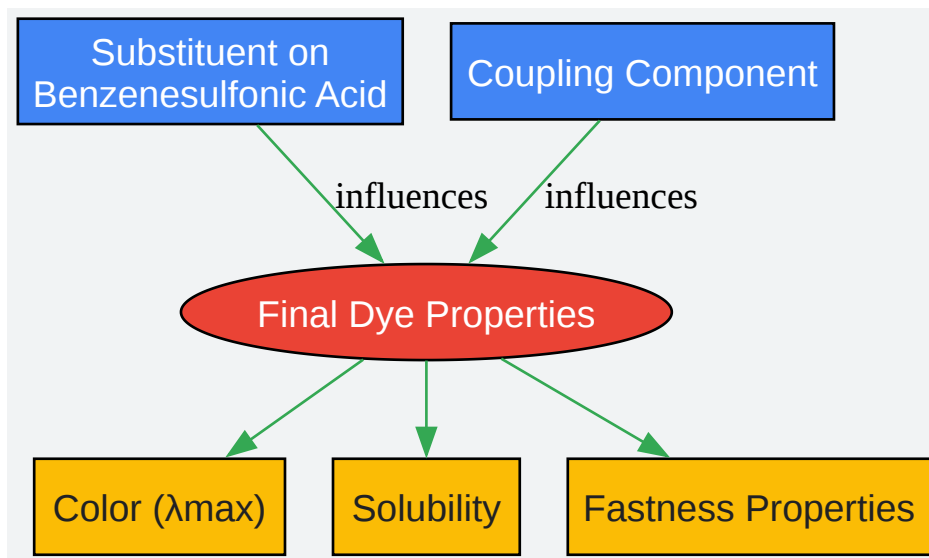 Substituent on
Benzenesulfonic Acid
Coupling Component
influences
influences
Final Dye Properties
Color (λmax)
Solubility
Fastness Properties